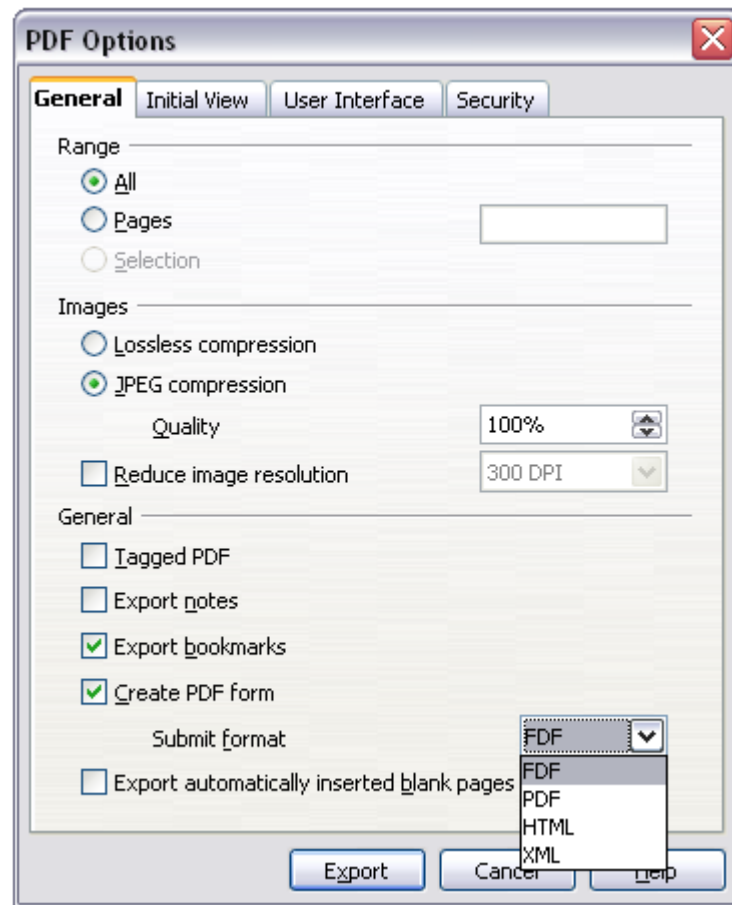 PDF Options
General Initial View User Interface Security
Range
All
Pages
Selection
Images
Lossless compression
JPEG compression
Quality 100%
Reduce image resolution 300 DPI
General
Tagged PDF
Export notes
Export bookmarks
Create PDF form
Submit format FDF
FDF
Export automatically inserted blank pages
PDF
HTML
XML
Export Cancel Help